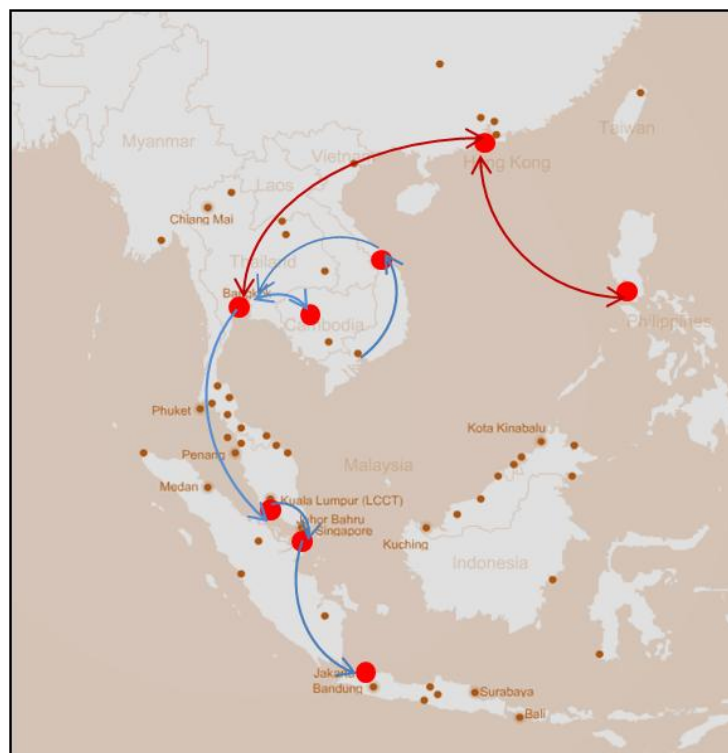 Taiwan
Myanmar
Vietnam
Hong Kong
Laos
Chiang Mai
Thailand
Bangkok
Cambodia
Philippines
Phuket
Kota Kinabalu
Penang
Malaysia
Medan
Kuala Lumpur (LCCT)
Johor Bahru
Singapore
Kuching
Indonesia
Jakarta
Bandung
Surabaya
Bali